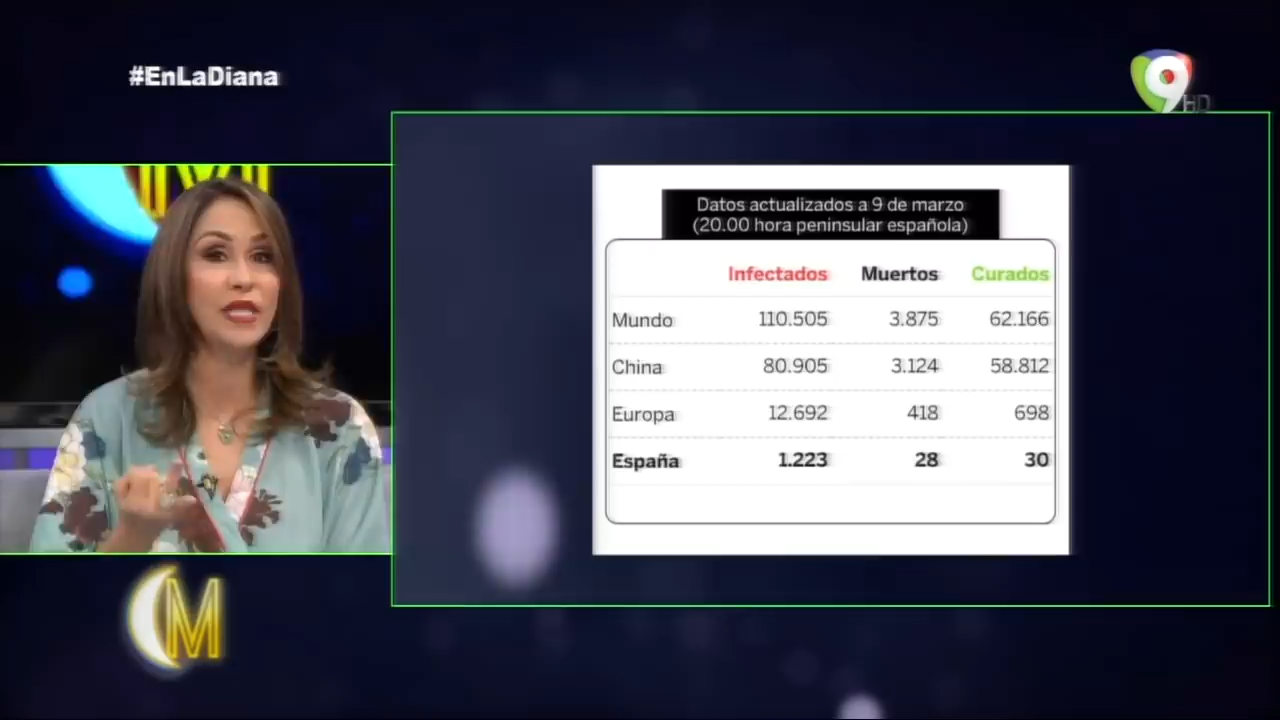 #EnLaDiana
9
HD
Datos actualizados a 9 de marzo
(20.00 hora peninsular española)
Infectados Muertos Curados
Mundo 110.505 3.875 62.166
China 80.905 3.124 58.812
Europa 12.692 418 698
España 1.223 28 30
M